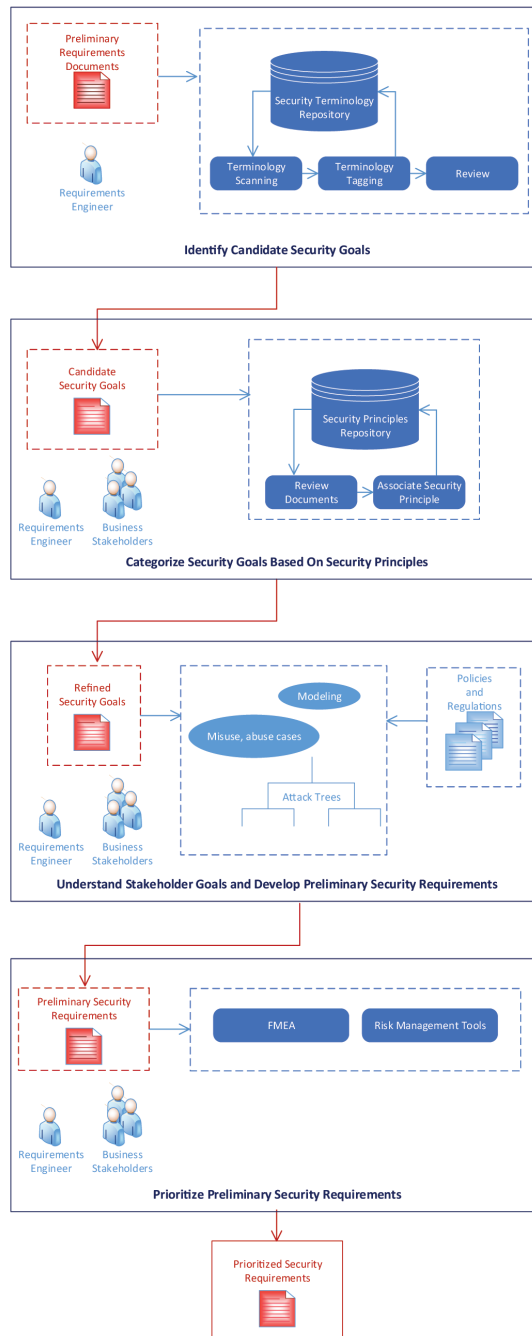 Preliminary
Requirements
Documents
Security Terminology
Repository
Terminology
Scanning
Terminology
Tagging
Review
Requirements
Engineer
Identify Candidate Security Goals
Candidate
Security Goals
Security Principles
Repository
Review
Documents
Associate Security
Principle
Requirements
Engineer
Business
Stakeholders
Categorize Security Goals Based On Security Principles
Refined
Security Goals
Modeling
Misuse, abuse cases
Attack Trees
Policies
and
Regulations
Requirements
Engineer
Business
Stakeholders
Understand Stakeholder Goals and Develop Preliminary Security Requirements
Preliminary Security
Requirements
FMEA
Risk Management Tools
Requirements
Engineer
Business
Stakeholders
Prioritize Preliminary Security Requirements
Prioritized Security
Requirements